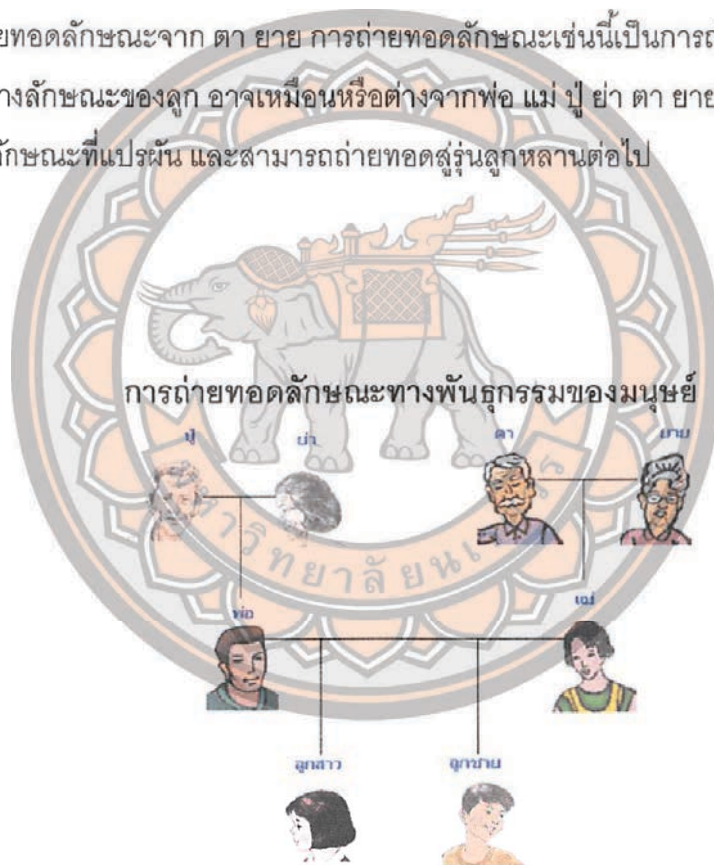 ยทอดลักษณะจาก ตา ยาย การถ่ายทอดลักษณะเช่นนี้เป็นการถ
างลักษณะของลูก อาจเหมือนหรือต่างจากพ่อ แม่ ปู่ ย่า ตา ยาย
ลักษณะที่แปรผัน และสามารถถ่ายทอดสู่รุ่นลูกหลานต่อไป
การถ่ายทอดลักษณะทางพันธุกรรมของมนุษย์
ปู่ ย่า ตา ยาย
พ่อ แม่
ลูกสาว ลูกชาย